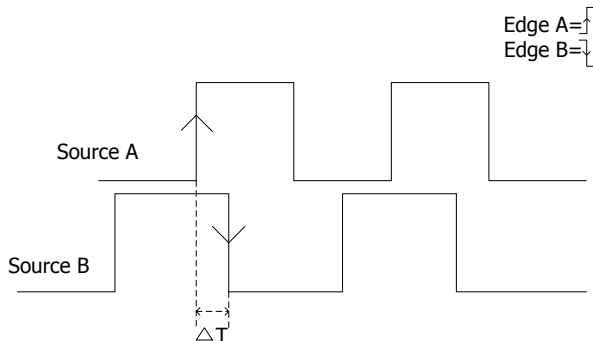 Edge A=
Edge B=
Source A
Source B
△T